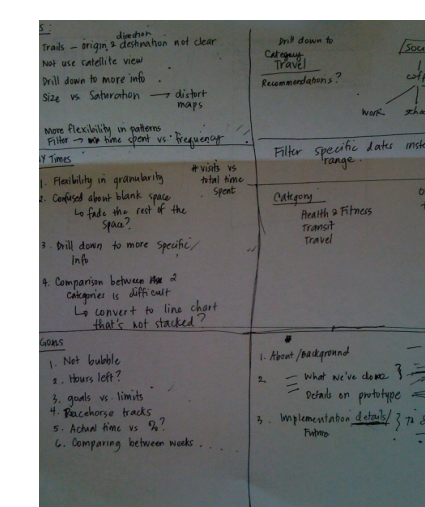 S:
direction
Trails - origin & destination not clear
Not use satellite view
Drill down to more info
Size vs Saturation → distort
maps
More flexibility in patterns
Filter → time spent vs. frequency
Drill down to
Category
Travel
Recommendations?
Work
Filter specific dates
range
Y Times
1. Flexibility in granularity
# visits vs
total time
spent
2. Confused about blank space
↳ fade the rest of the
space?
3. Drill down to more specific
info
4. Comparison between 2
categories is difficult
↳ convert to line chart
that's not stacked?
Category
Health & Fitness
Transit
Travel
GOALS
1. Not bubble
2. Hours left?
3. goals vs. limits
4. Racehorse tracks
5. Actual time vs %?
6. Comparing between weeks....
1. About/Background
2. What we've done
Details on prototype
3. Implementation details/
Future